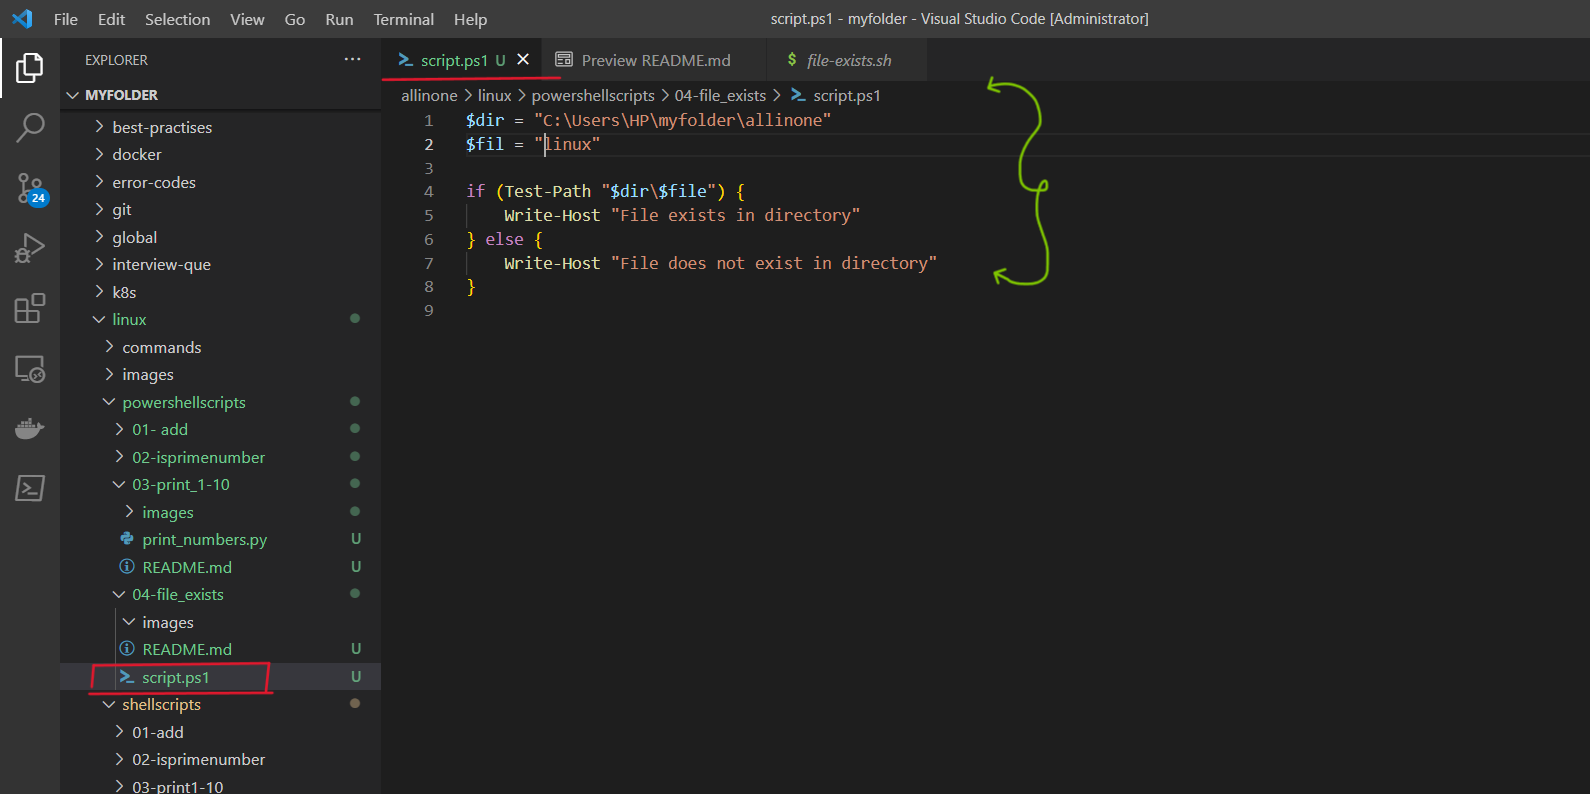 File Edit Selection View Go Run Terminal Help script.ps1 - myfolder - Visual Studio Code [Administrator]
EXPLORER ···
MYFOLDER
best-practises
docker
error-codes
git
global
interview-que
k8s
linux
commands
images
powershellscripts
01- add
02-isprimenumber
03-print_1-10
images
print_numbers.py U
README.md U
04-file_exists
images
README.md U
script.ps1 U
shellscripts
01-add
02-isprimenumber
03-print1-10
24
script.ps1 U Preview README.md $ file-exists.sh
allinone > linux > powershellscripts > 04-file_exists > script.ps1
1 $dir = "C:\Users\HP\myfolder\allinone"
2 $fil = "linux"
3
4 if (Test-Path "$dir\$file") {
5 Write-Host "File exists in directory"
6 } else {
7 Write-Host "File does not exist in directory"
8 }
9